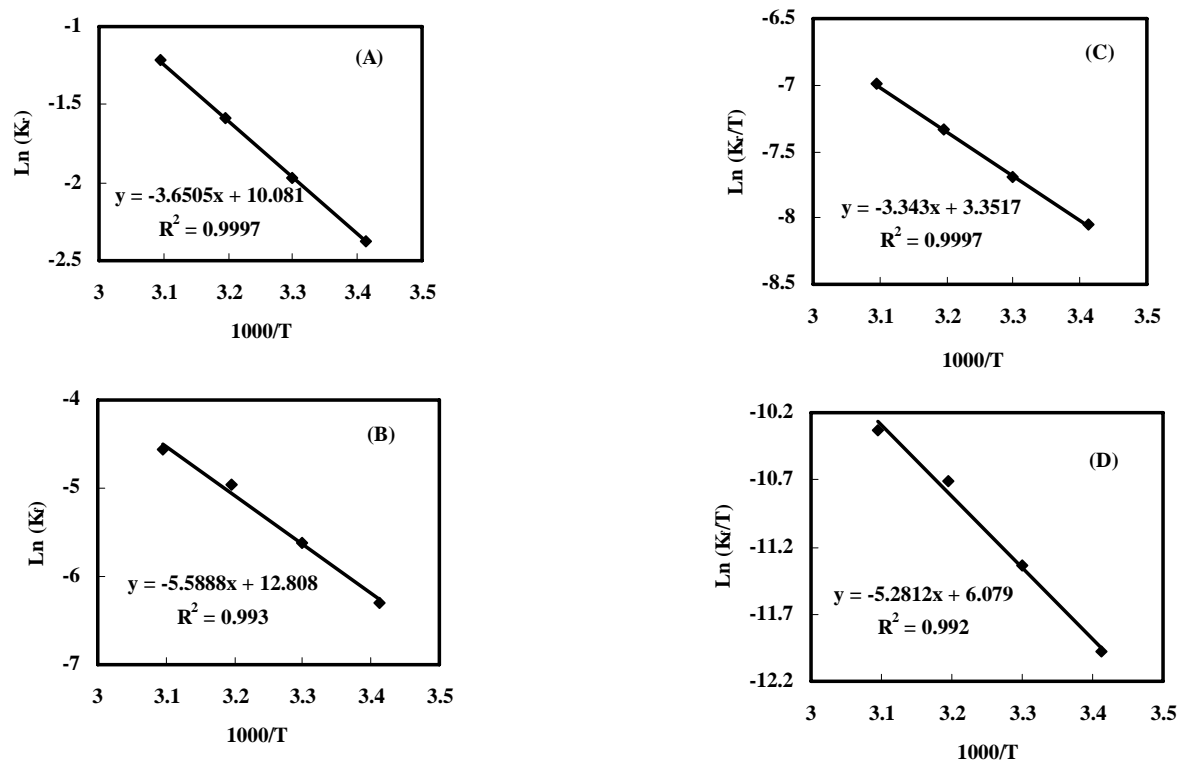 -1
-1.5
-2
-2.5
Ln (Kr)
(A)
y = -3.6505x + 10.081
R² = 0.9997
3 3.1 3.2 3.3 3.4 3.5
1000/T
-6.5
-7
-7.5
-8
-8.5
Ln (Kr/T)
(C)
y = -3.343x + 3.3517
R² = 0.9997
3 3.1 3.2 3.3 3.4 3.5
1000/T
-4
-5
-6
-7
Ln (Kf)
(B)
y = -5.5888x + 12.808
R² = 0.993
3 3.1 3.2 3.3 3.4 3.5
1000/T
-10.2
-10.7
-11.2
-11.7
-12.2
Ln (Kf/T)
(D)
y = -5.2812x + 6.079
R² = 0.992
3 3.1 3.2 3.3 3.4 3.5
1000/T